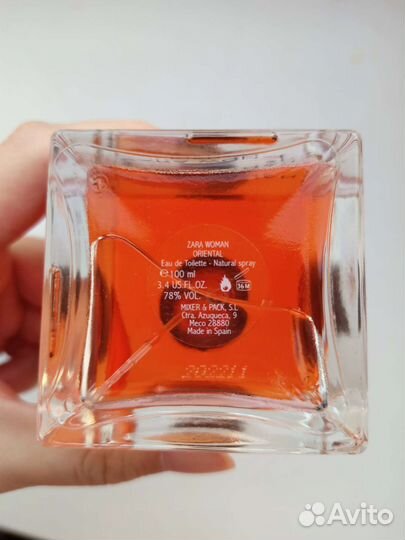 ZARA WOMAN
ORIENTAL
Eau de Toilette - Natural spray
℮100 ml
3.4 US.FL.OZ.
78% VOL.
36 M
MIXER & PACK, S.L
Ctra. Azuqueca, 9
Meco 28880
Made in Spain
Avito